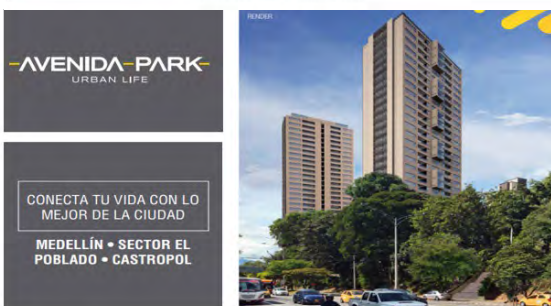 AVENIDA-PARK
URBAN LIFE
CONECTA TU VIDA CON LO
MEJOR DE LA CIUDAD
MEDELLÍN • SECTOR EL
POBLADO • CASTROPOL
RENDER